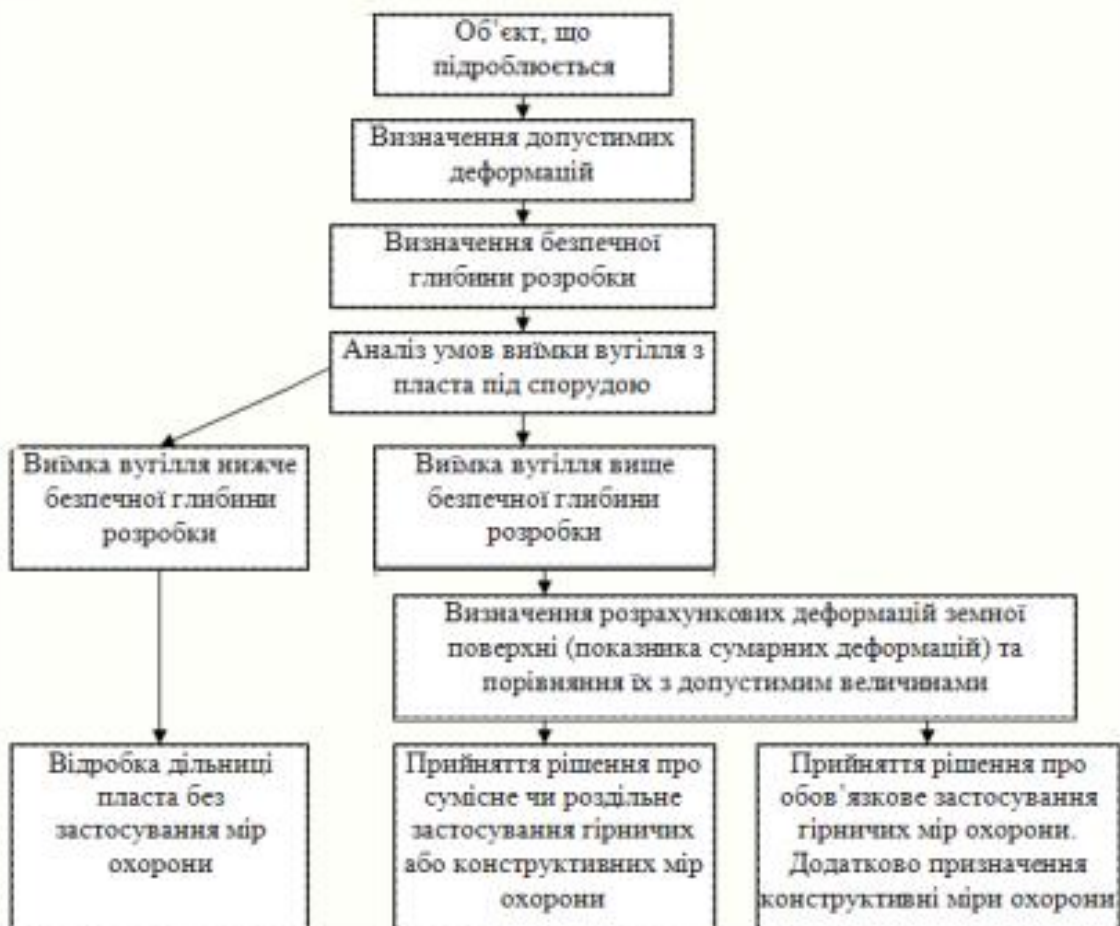 Об'єкт, що
підроблюється
Визначення допустимих
деформацій
Визначення безпечної
глибини розробки
Аналіз умов виїмки вугілля з
пласта під спорудою
Виїмка вугілля нижче
безпечної глибини
розробки
Виїмка вугілля вище
безпечної глибини
розробки
Визначення розрахункових деформацій земної
поверхні (показника сумарних деформацій) та
порівняння їх з допустимим величинами
Відробка дільниці
пласта без
застосування мір
охорони
Прийняття рішення про
сумісне чи роздільне
застосування гірничих
або конструктивних мір
охорони
Прийняття рішення про
обов'язкове застосування
гірничих мір охорони.
Додатково призначення
конструктивні міри охорони